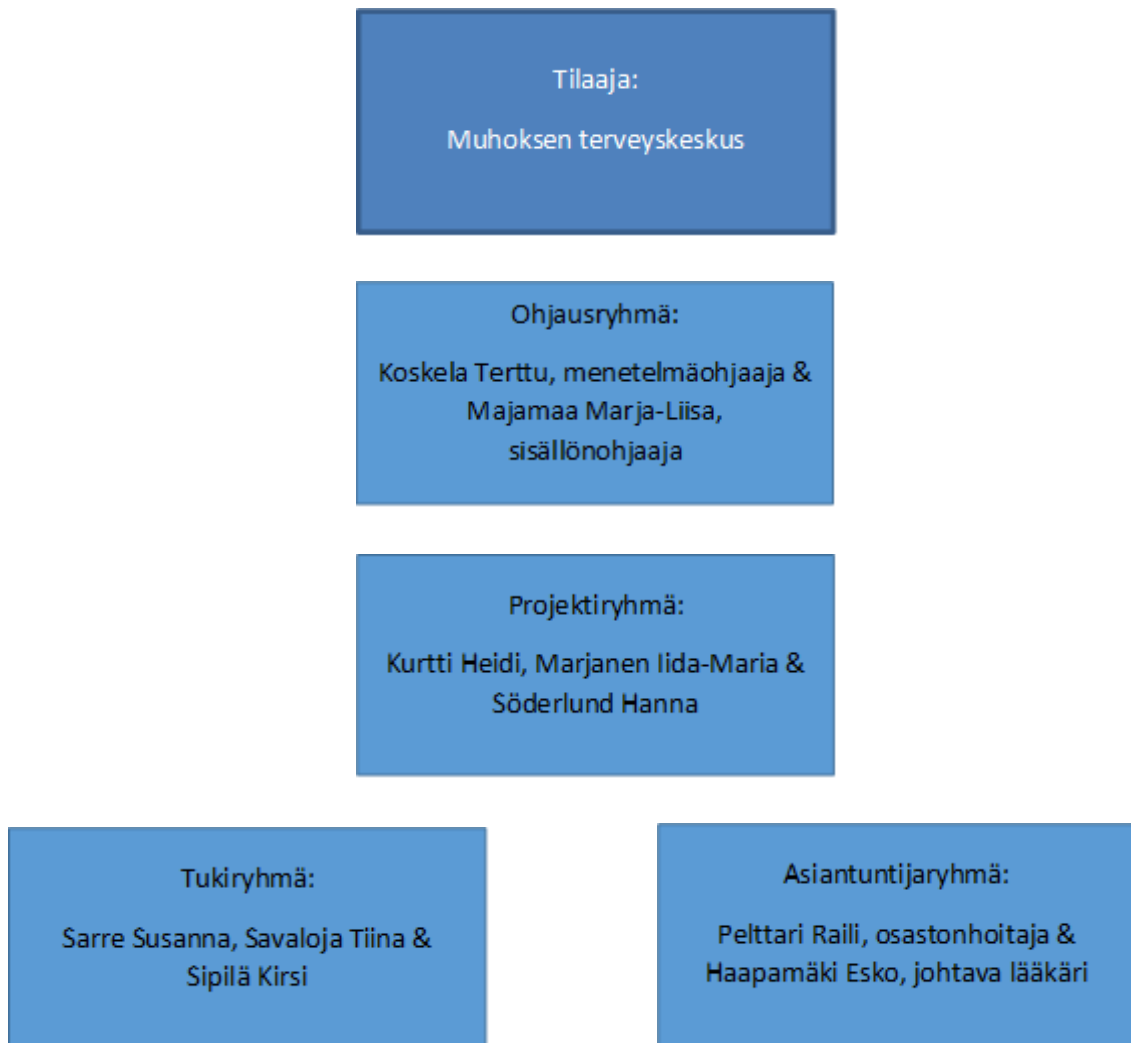 Tilaaja:
Muhoksen terveyskeskus
Ohjausryhmä:
Koskela Terttu, menetelmäohjaaja &
Majamaa Marja-Liisa,
sisällönohjaaja
Projektiryhmä:
Kurtti Heidi, Marjanen Iida-Maria &
Söderlund Hanna
Tukiryhmä:
Sarre Susanna, Savaloja Tiina &
Sipilä Kirsi
Asiantuntijaryhmä:
Pelttari Raili, osastonhoitaja &
Haapamäki Esko, johtava lääkäri